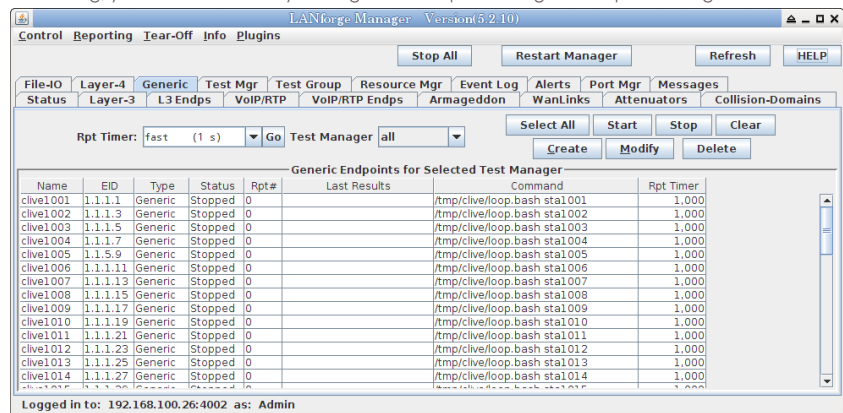 LANforge Manager Version(5.2.10)
Control Reporting Tear-Off Info Plugins
Stop All Restart Manager Refresh HELP
File-IO Layer-4 Generic Test Mgr Test Group Resource Mgr Event Log Alerts Port Mgr Messages
Status Layer-3 L3 Endps VoIP/RTP VoIP/RTP Endps Armageddon WanLinks Attenuators Collision-Domains
Rpt Timer: fast (1 s) Go Test Manager all
Select All Start Stop Clear
Create Modify Delete
Generic Endpoints for Selected Test Manager
Name EID Type Status Rpt# Last Results Command Rpt Timer
clive1001 1.1.1.1 Generic Stopped 0 /tmp/clive/loop.bash sta1001 1,000
clive1002 1.1.1.3 Generic Stopped 0 /tmp/clive/loop.bash sta1002 1,000
clive1003 1.1.1.5 Generic Stopped 0 /tmp/clive/loop.bash sta1003 1,000
clive1004 1.1.1.7 Generic Stopped 0 /tmp/clive/loop.bash sta1004 1,000
clive1005 1.1.5.9 Generic Stopped 0 /tmp/clive/loop.bash sta1005 1,000
clive1006 1.1.1.11 Generic Stopped 0 /tmp/clive/loop.bash sta1006 1,000
clive1007 1.1.1.13 Generic Stopped 0 /tmp/clive/loop.bash sta1007 1,000
clive1008 1.1.1.15 Generic Stopped 0 /tmp/clive/loop.bash sta1008 1,000
clive1009 1.1.1.17 Generic Stopped 0 /tmp/clive/loop.bash sta1009 1,000
clive1010 1.1.1.19 Generic Stopped 0 /tmp/clive/loop.bash sta1010 1,000
clive1011 1.1.1.21 Generic Stopped 0 /tmp/clive/loop.bash sta1011 1,000
clive1012 1.1.1.23 Generic Stopped 0 /tmp/clive/loop.bash sta1012 1,000
clive1013 1.1.1.25 Generic Stopped 0 /tmp/clive/loop.bash sta1013 1,000
clive1014 1.1.1.27 Generic Stopped 0 /tmp/clive/loop.bash sta1014 1,000
Logged in to: 192.168.100.26:4002 as: Admin